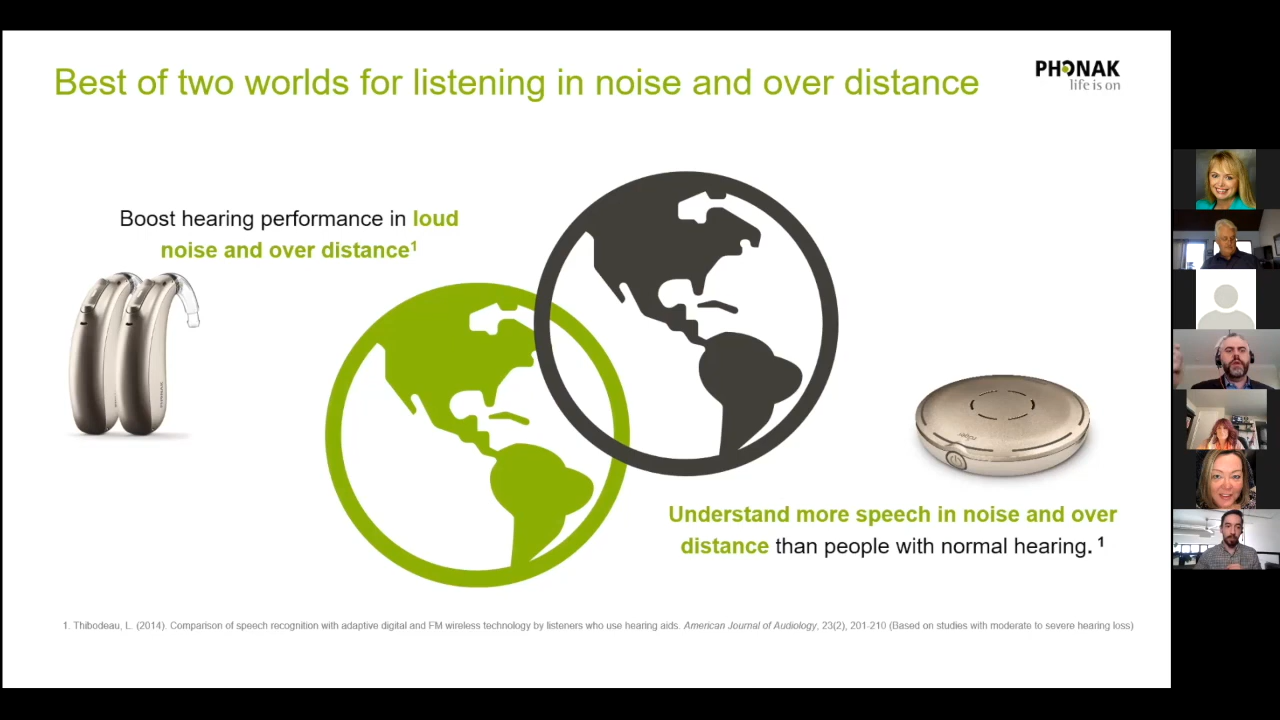 Best of two worlds for listening in noise and over distance
PHONAK
life is on
Boost hearing performance in loud
noise and over distance¹
Understand more speech in noise and over
distance than people with normal hearing. ¹
1. Thibodeau, L. (2014). Comparison of speech recognition with adaptive digital and FM wireless technology by listeners who use hearing aids. American Journal of Audiology, 23(2), 201-210 (Based on studies with moderate to severe hearing loss)